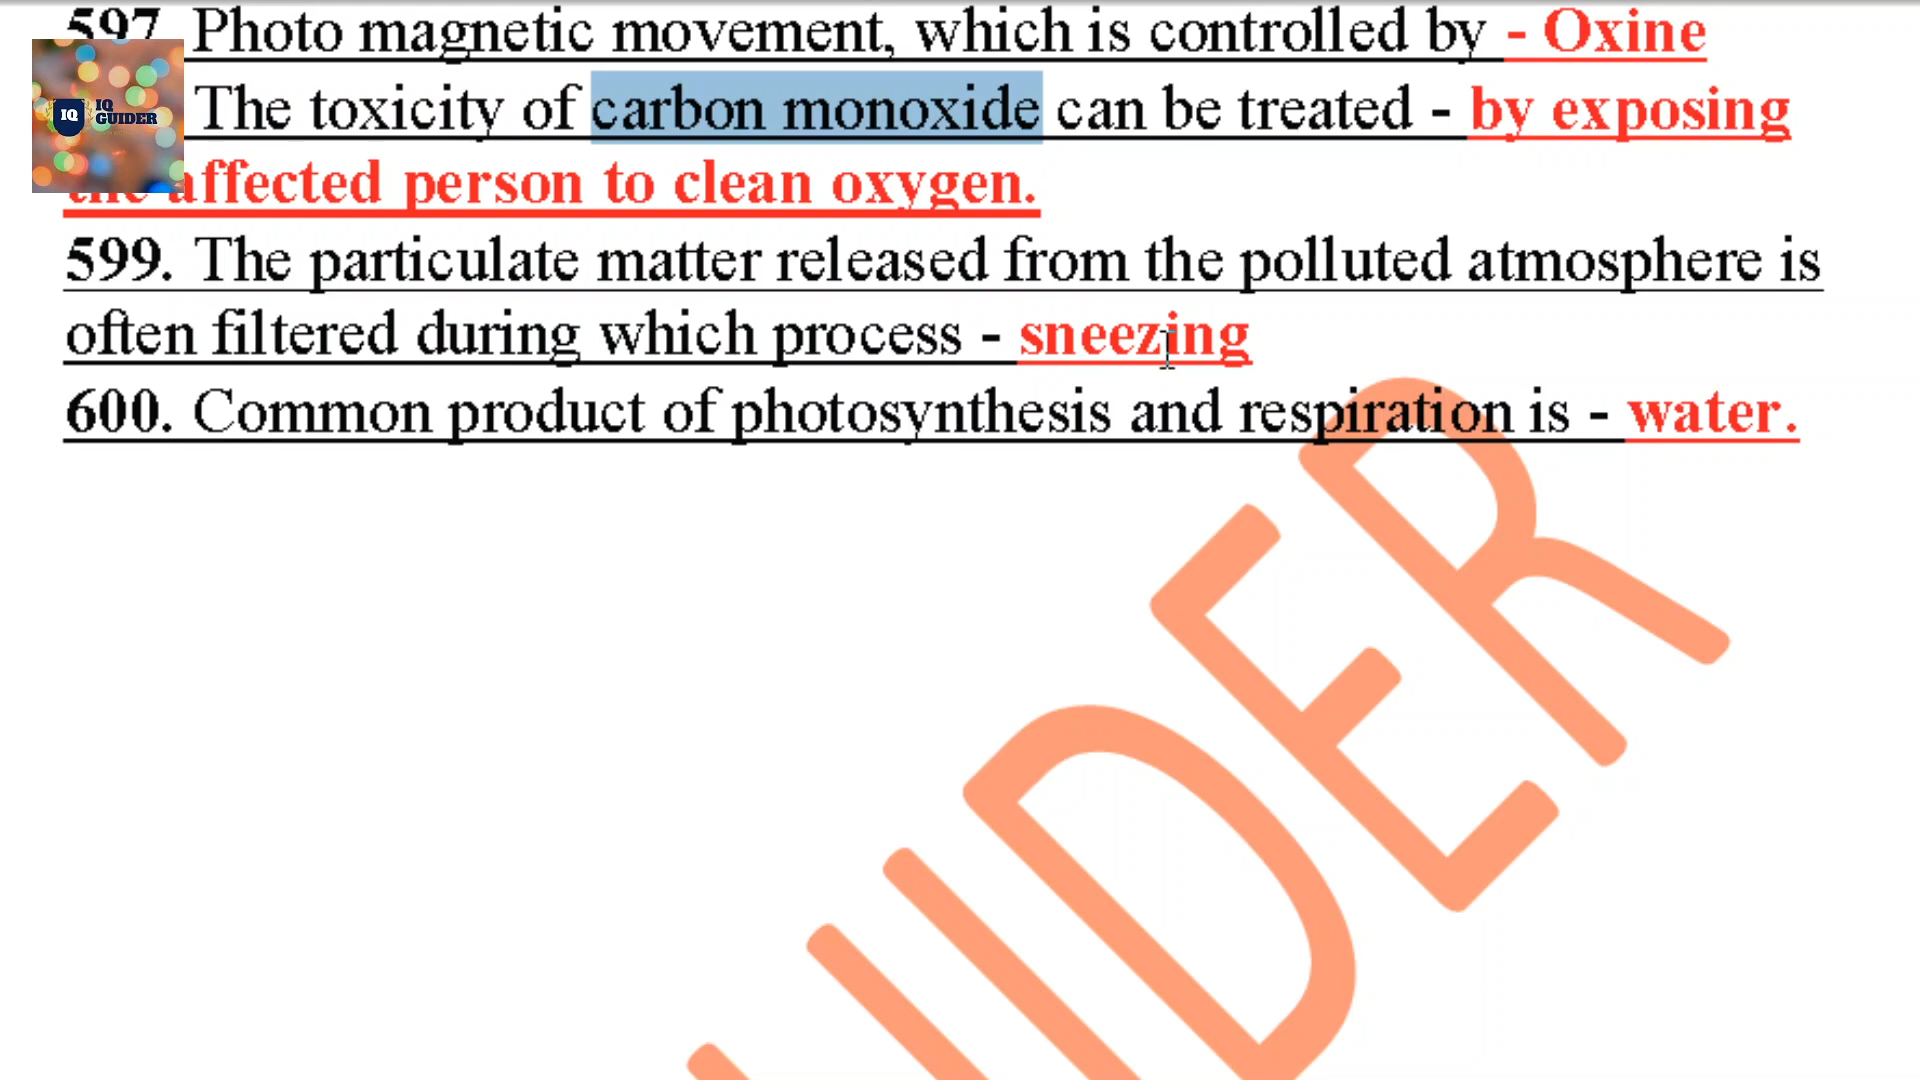 597. Photo magnetic movement, which is controlled by - Oxine
IQ
IQ
GUIDER
The toxicity of carbon monoxide can be treated - by exposing
the affected person to clean oxygen.
599. The particulate matter released from the polluted atmosphere is
often filtered during which process - sneezing
600. Common product of photosynthesis and respiration is - water.
UIDER